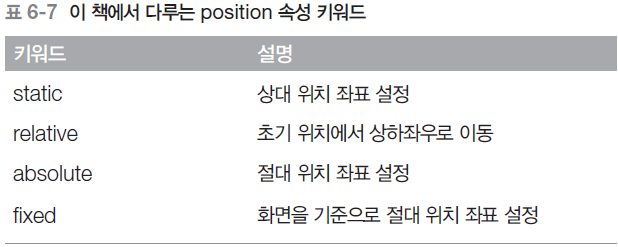 표 6-7 이 책에서 다루는 position 속성 키워드
키워드 설명
static 상대 위치 좌표 설정
relative 초기 위치에서 상하좌우로 이동
absolute 절대 위치 좌표 설정
fixed 화면을 기준으로 절대 위치 좌표 설정